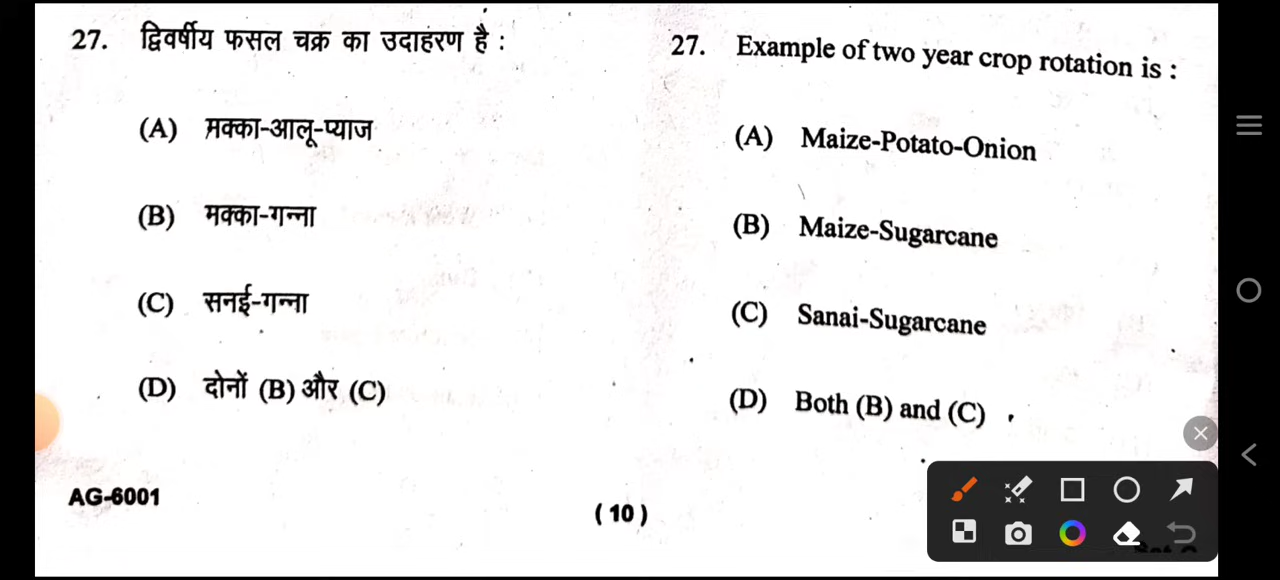 27. द्विवर्षीय फसल चक्र का उदाहरण है :
(A) मक्का-आलू-प्याज
(B) मक्का-गन्ना
(C) सनई-गन्ना
(D) दोनों (B) और (C)
27. Example of two year crop rotation is :
(A) Maize-Potato-Onion
(B) Maize-Sugarcane
(C) Sanai-Sugarcane
(D) Both (B) and (C)
AG-6001
( 10 )